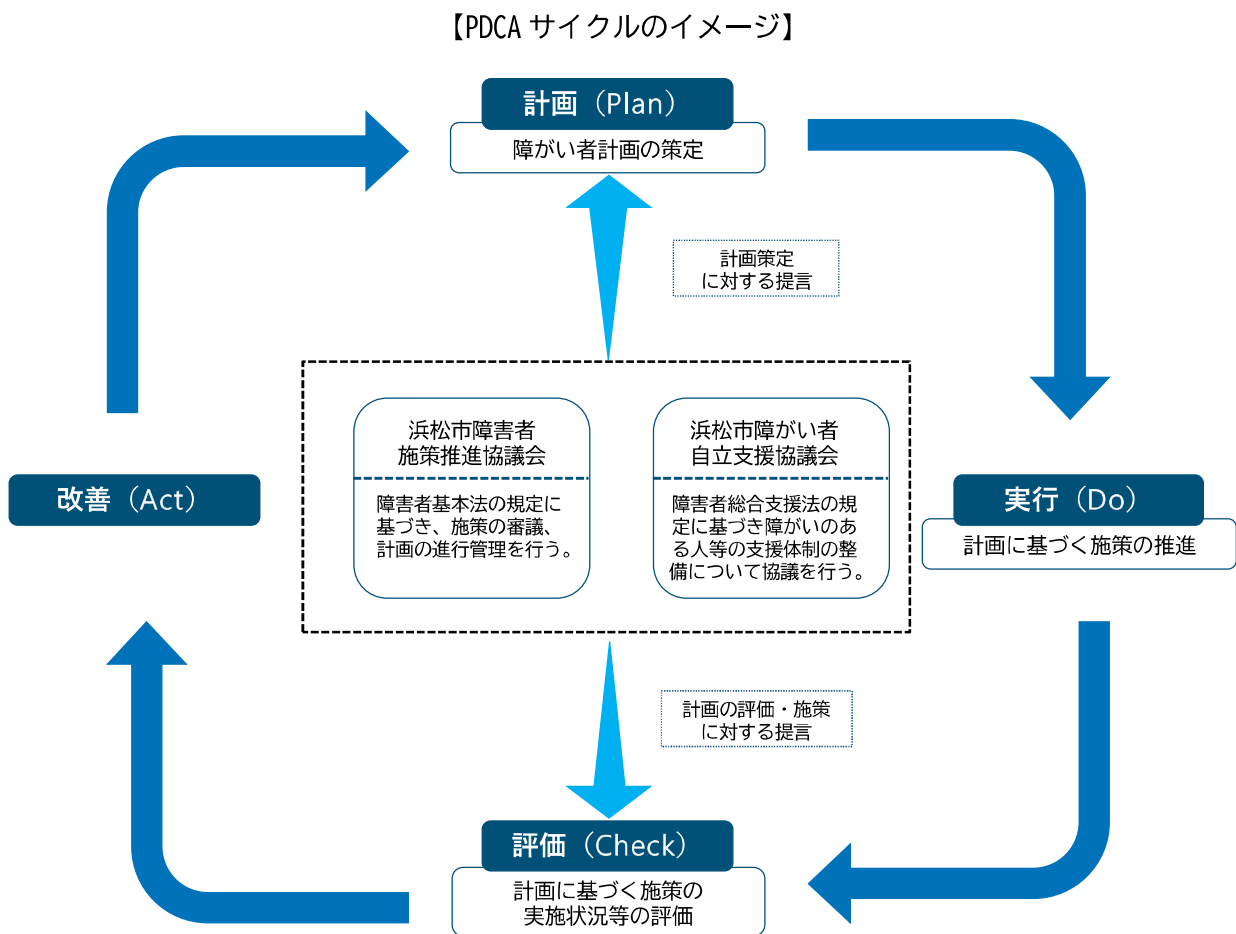 【PDCA サイクルのイメージ】
計画（Plan）
障がい者計画の策定
計画策定
に対する提言
浜松市障害者
施策推進協議会
障害者基本法の規定に
基づき、施策の審議、
計画の進行管理を行う。
浜松市障がい者
自立支援協議会
障害者総合支援法の規
定に基づき障がいのあ
る人等の支援体制の整
備について協議を行う。
改善（Act）
実行（Do）
計画に基づく施策の推進
計画の評価・施策
に対する提言
評価（Check）
計画に基づく施策の
実施状況等の評価